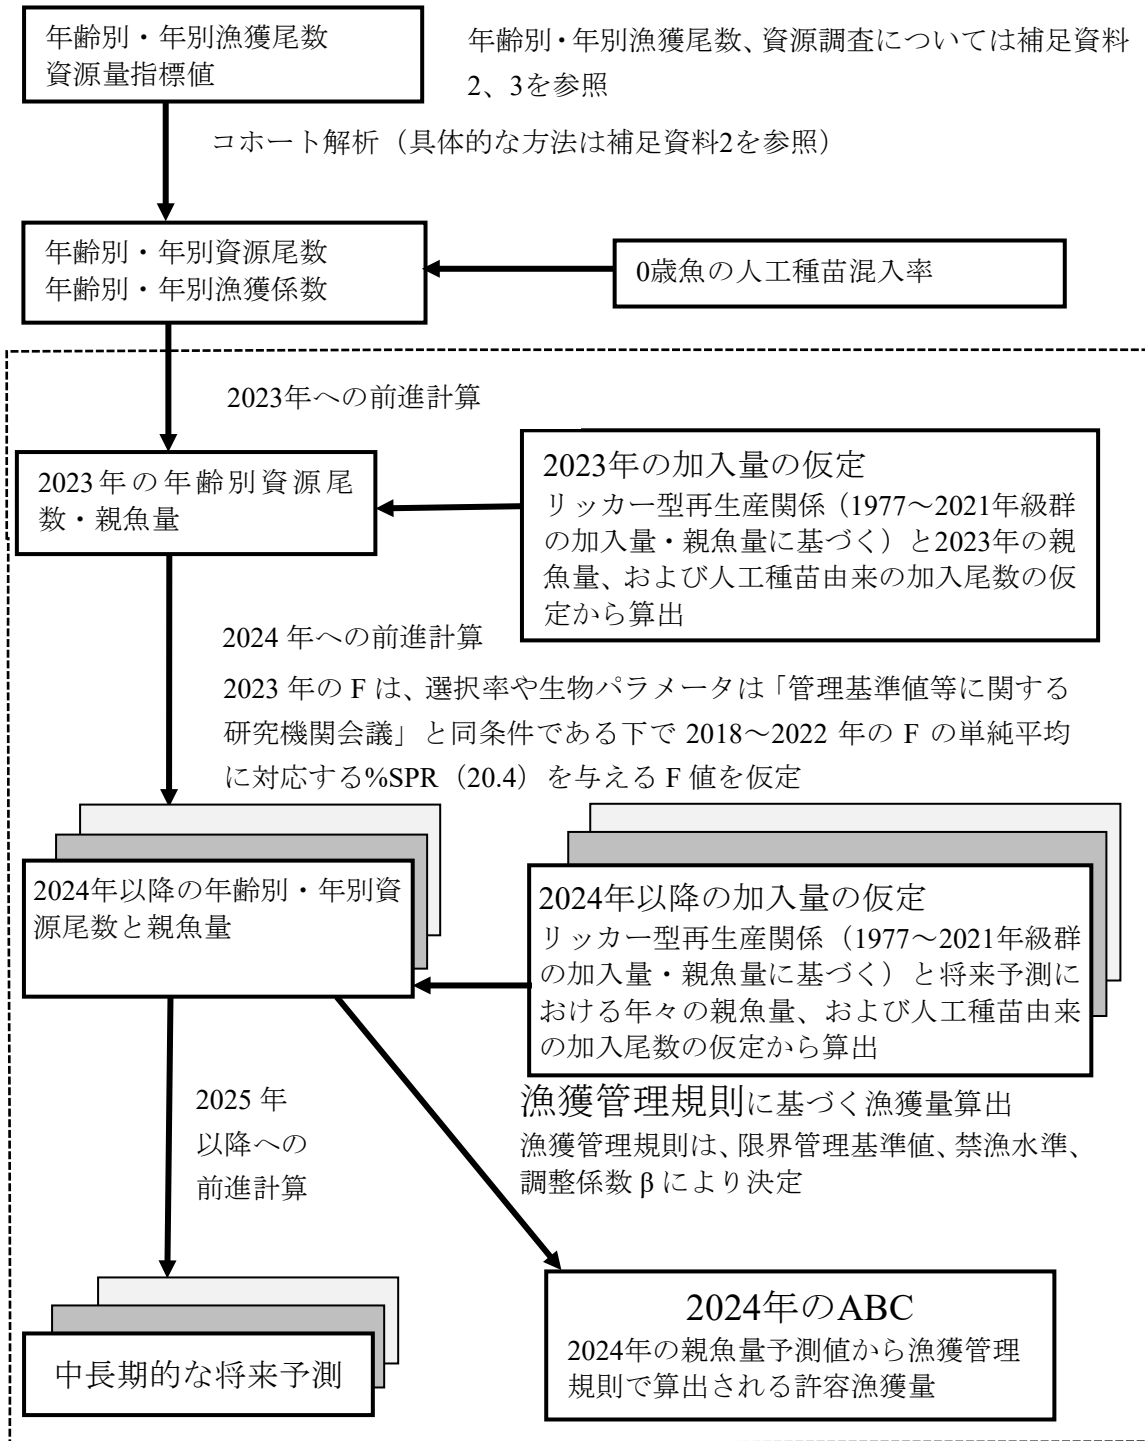 年齢別・年別漁獲尾数
資源量指標値
年齢別・年別漁獲尾数、資源調査については補足資料
2、3を参照
コホート解析（具体的な方法は補足資料2を参照）
年齢別・年別資源尾数
年齢別・年別漁獲係数
0歳魚の人工種苗混入率
2023年への前進計算
2023年の年齢別資源尾
数・親魚量
2023年の加入量の仮定
リッカー型再生産関係（1977～2021年級群
の加入量・親魚量に基づく）と2023年の親
魚量、および人工種苗由来の加入尾数の仮
定から算出
2024 年への前進計算
2023 年の F は、選択率や生物パラメータは「管理基準値等に関する
研究機関会議」と同条件である下で 2018～2022 年の F の単純平均
に対応する%SPR（20.4）を与える F 値を仮定
2024年以降の年齢別・年別資
源尾数と親魚量
2024年以降の加入量の仮定
リッカー型再生産関係（1977～2021年級群
の加入量・親魚量に基づく）と将来予測に
おける年々の親魚量、および人工種苗由来
の加入尾数の仮定から算出
2025 年
以降への
前進計算
漁獲管理規則に基づく漁獲量算出
漁獲管理規則は、限界管理基準値、禁漁水準、
調整係数 β により決定
中長期的な将来予測
2024年のABC
2024年の親魚量予測値から漁獲管理
規則で算出される許容漁獲量